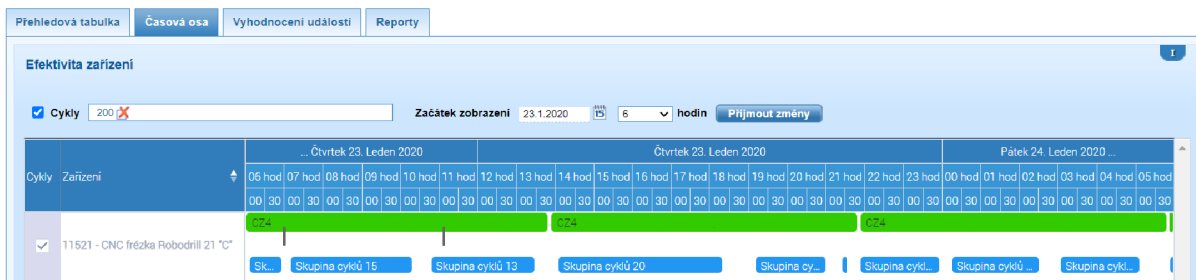 Přehledová tabulka Časová osa Vyhodnocení událostí Reporty
Efektivita zařízení
I
Cykly 200 Začátek zobrazení 23.1.2020 15 6 hodin Přijmout změny
... Čtvrtek 23. Leden 2020 Čtvrtek 23. Leden 2020 Pátek 24. Leden 2020 ...
Cykly Zařízení 06 hod 07 hod 08 hod 09 hod 10 hod 11 hod 12 hod 13 hod 14 hod 15 hod 16 hod 17 hod 18 hod 19 hod 20 hod 21 hod 22 hod 23 hod 00 hod 01 hod 02 hod 03 hod 04 hod 05 hod
00 30 00 30 00 30 00 30 00 30 00 30 00 30 00 30 00 30 00 30 00 30 00 30 00 30 00 30 00 30 00 30 00 30 00 30 00 30 00 30 00 30 00 30 00 30 00 30
CZ4 CZ4 CZ4
11521 - CNC frézka Robodrill 21 "C"
Sk... Skupina cyklů 15 Skupina cyklů 13 Skupina cyklů 20 Skupina cy... Skupina cykl... Skupina cyklů ... Skupina cykl...